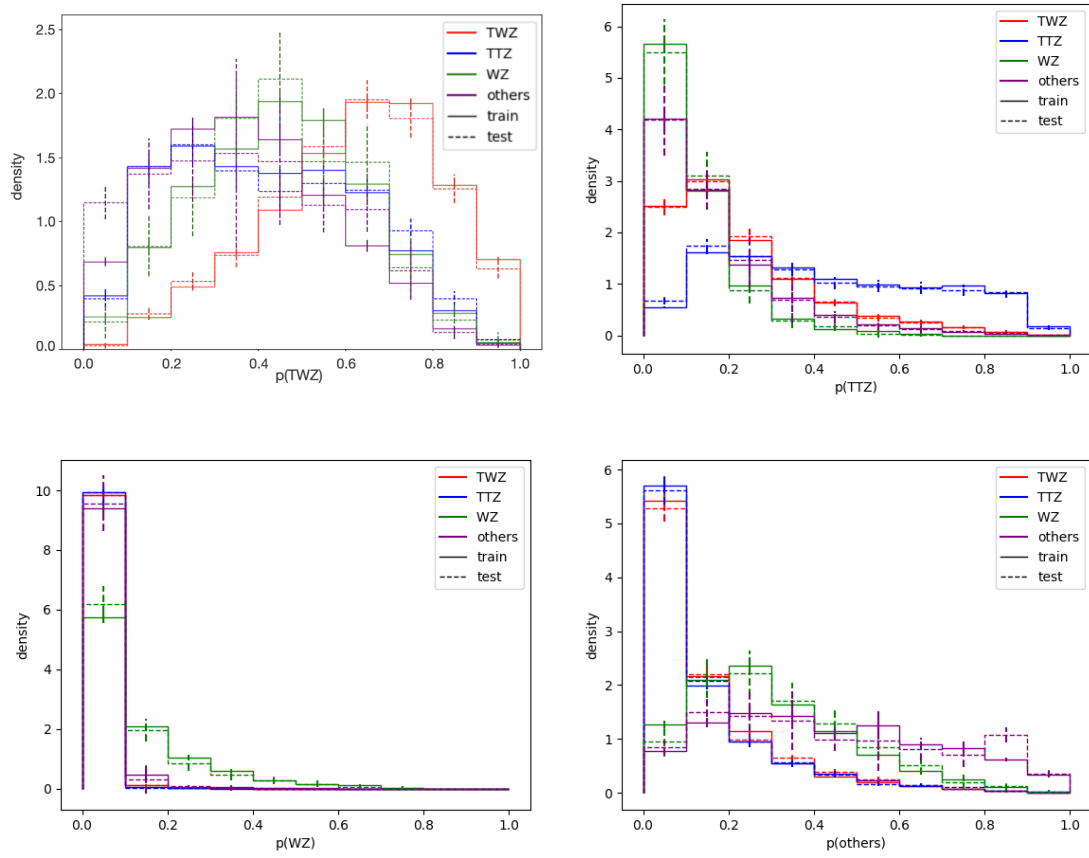 2.5
2.0
1.5
1.0
0.5
0.0
density
0.0 0.2 0.4 0.6 0.8 1.0
p(TWZ)
TWZ
TTZ
WZ
others
train
test
6
5
4
3
2
1
0
density
0.0 0.2 0.4 0.6 0.8 1.0
p(TTZ)
TWZ
TTZ
WZ
others
train
test
10
8
6
4
2
0
density
0.0 0.2 0.4 0.6 0.8 1.0
p(WZ)
TWZ
TTZ
WZ
others
train
test
6
5
4
3
2
1
0
density
0.0 0.2 0.4 0.6 0.8 1.0
p(others)
TWZ
TTZ
WZ
others
train
test